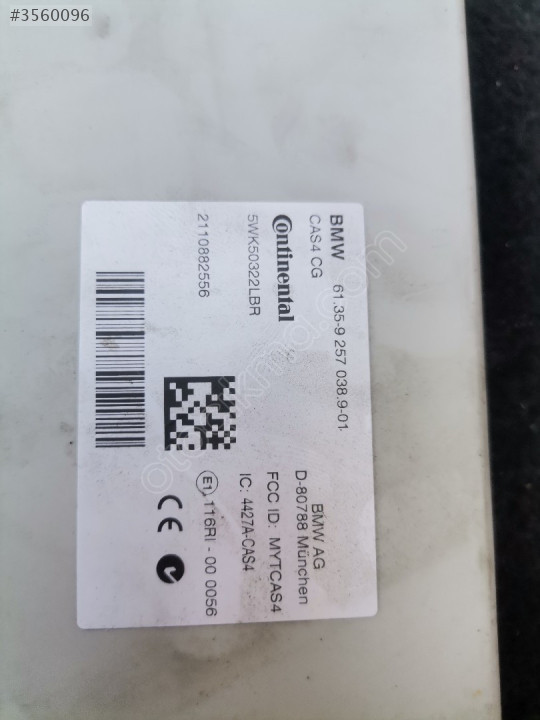 #3560096
BMW 61.35-9 257 038.9-01
CAS4 CG
Continental
5WK50322LBR
2110882556
BMW AG
D-80788 München
FCC ID: MYTCAS4
IC: 4427A-CAS4
E1 116RI - 00 0056
CE